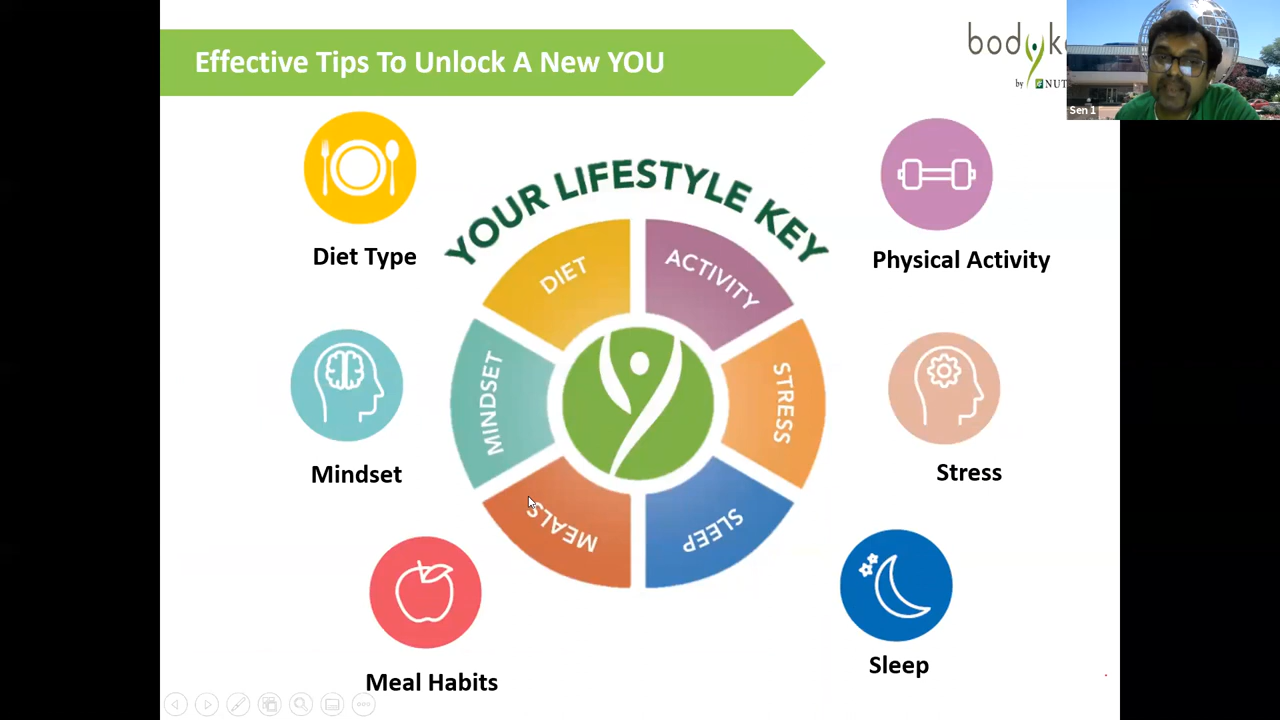 Effective Tips To Unlock A New YOU
by NUT
Sen 1
YOUR LIFESTYLE KEY
Diet Type
Physical Activity
DIET
ACTIVITY
MINDSET
STRESS
Mindset
Stress
MEALS
SLEEP
Meal Habits
Sleep